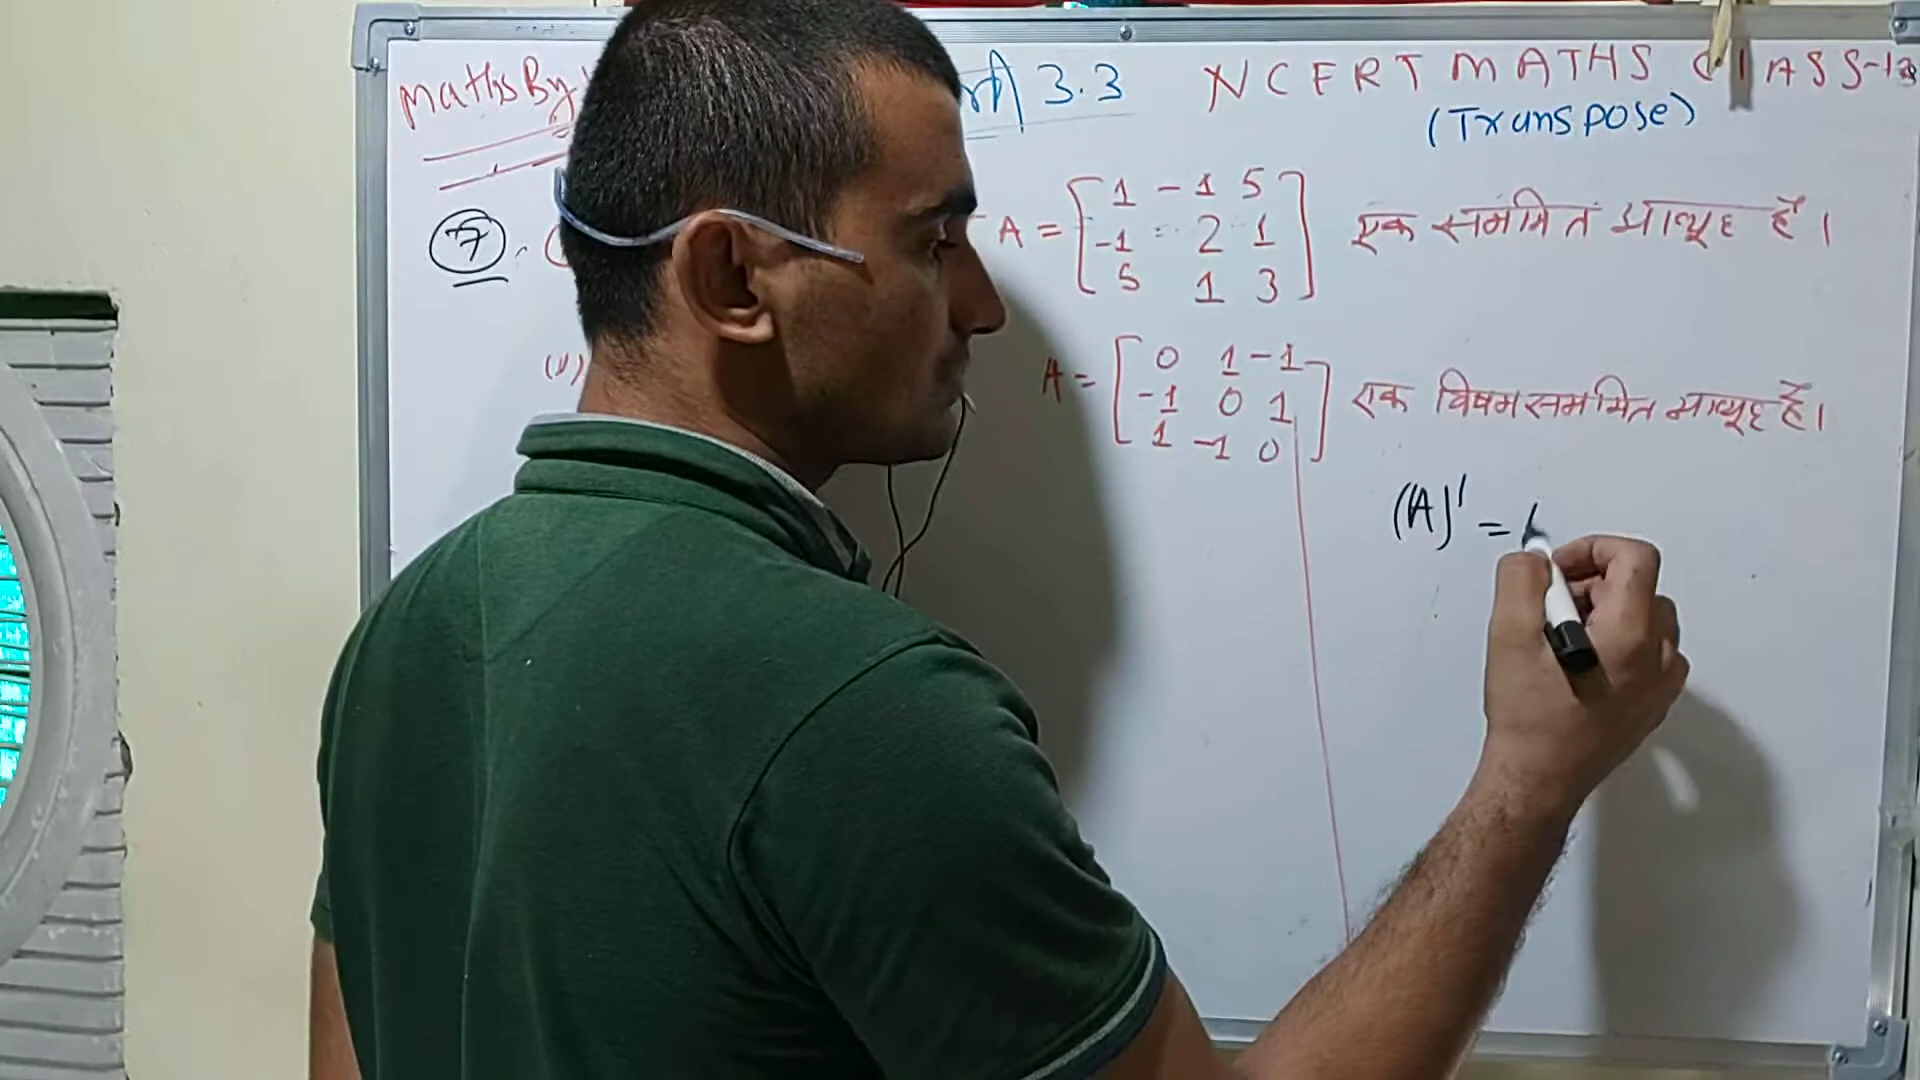 Maths By 3.3 NCERT MATHS CLASS-12
(Transpose)
7. A = [1 -1 5 एक सममित आव्यूह है।
-1 2 1
5 1 3]
(ii) A = [0 1 -1
-1 0 1 एक विषम सममित आव्यूह है।
1 -1 0]
(A)' =